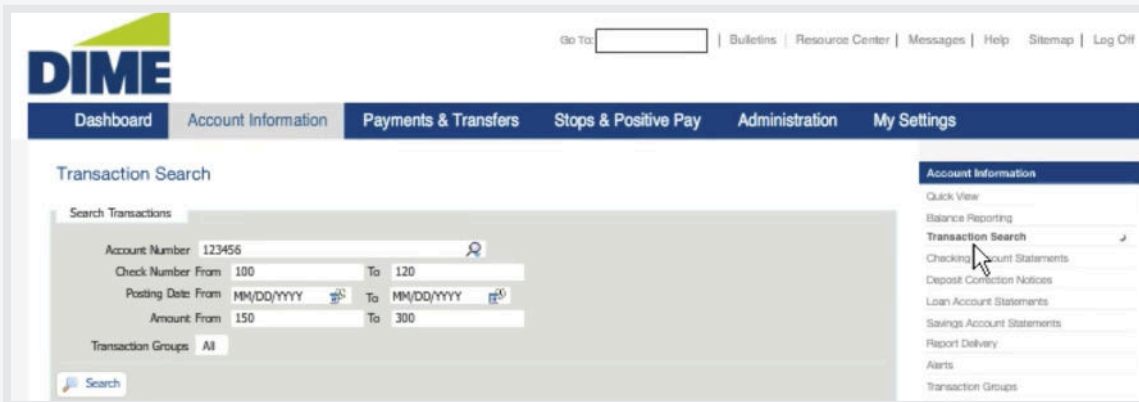 DIME
Go To: | Bulletins | Resource Center | Messages | Help Sitemap | Log Off
Dashboard Account Information Payments & Transfers Stops & Positive Pay Administration My Settings
Transaction Search
Search Transactions
Account Number 123456
Check Number From 100 To 120
Posting Date From MM/DD/YYYY To MM/DD/YYYY
Amount From 150 To 300
Transaction Groups All
Search
Account Information
Quick View
Balance Reporting
Transaction Search
Checking Account Statements
Deposit Correction Notices
Loan Account Statements
Savings Account Statements
Report Delivery
Alerts
Transaction Groups